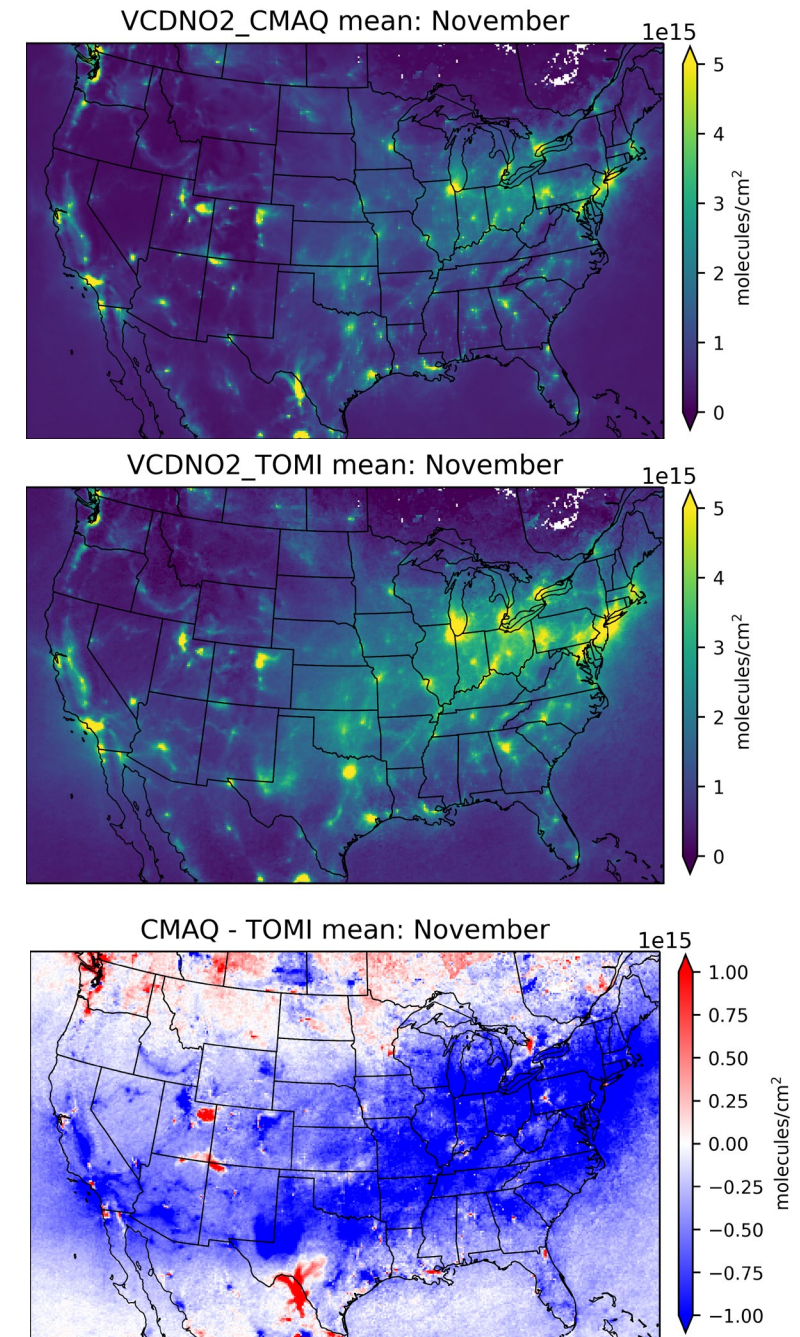 VCDNO2_CMAQ mean: November
1e15
5
4
3
2
1
0
molecules/cm²
VCDNO2_TOMI mean: November
1e15
5
4
3
2
1
0
molecules/cm²
CMAQ - TOMI mean: November
1e15
1.00
0.75
0.50
0.25
0.00
−0.25
−0.50
−0.75
−1.00
molecules/cm²